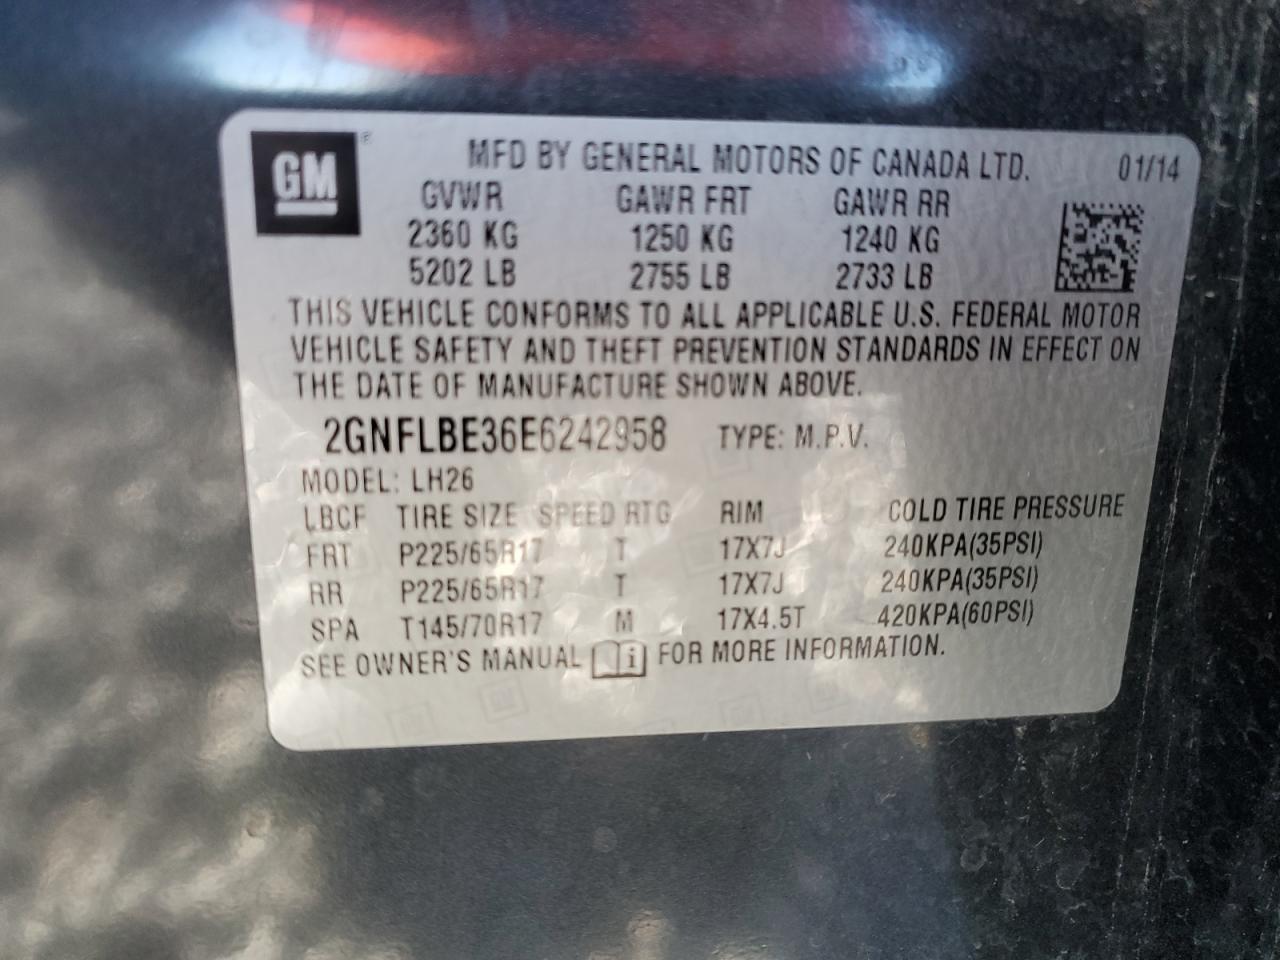 GM ®
MFD BY GENERAL MOTORS OF CANADA LTD. 01/14
GVWR GAWR FRT GAWR RR
2360 KG 1250 KG 1240 KG
5202 LB 2755 LB 2733 LB
THIS VEHICLE CONFORMS TO ALL APPLICABLE U.S. FEDERAL MOTOR
VEHICLE SAFETY AND THEFT PREVENTION STANDARDS IN EFFECT ON
THE DATE OF MANUFACTURE SHOWN ABOVE.
2GNFLBE36E6242958 TYPE: M.P.V.
MODEL: LH26
LBCF TIRE SIZE SPEED RTG RIM COLD TIRE PRESSURE
FRT P225/65R17 T 17X7J 240KPA(35PSI)
RR P225/65R17 T 17X7J 240KPA(35PSI)
SPA T145/70R17 M 17X4.5T 420KPA(60PSI)
SEE OWNER'S MANUAL i FOR MORE INFORMATION.